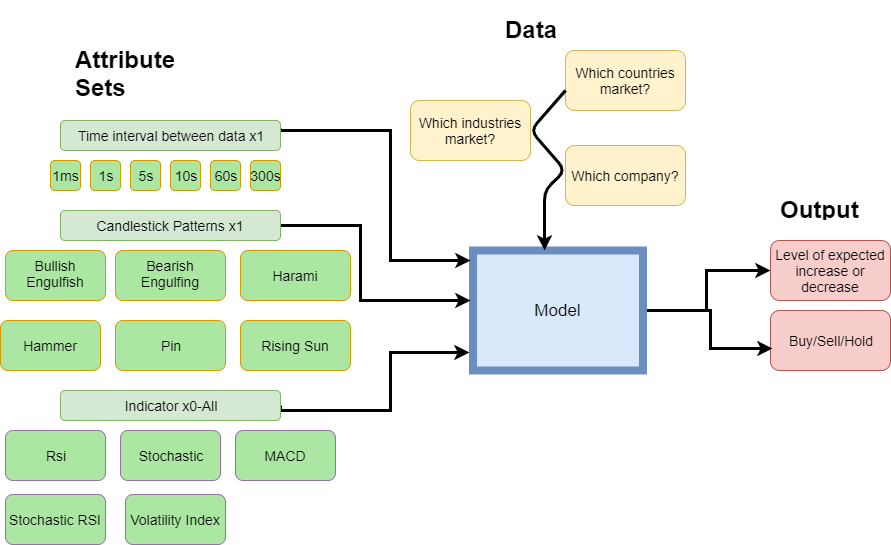 Attribute
Sets
Time interval between data x1
1ms
1s
5s
10s
60s
300s
Candlestick Patterns x1
Bullish
Engulfish
Bearish
Engulfing
Harami
Hammer
Pin
Rising Sun
Indicator x0-All
Rsi
Stochastic
MACD
Stochastic RSI
Volatility Index
Data
Which countries
market?
Which industries
market?
Which company?
Model
Output
Level of expected
increase or
decrease
Buy/Sell/Hold